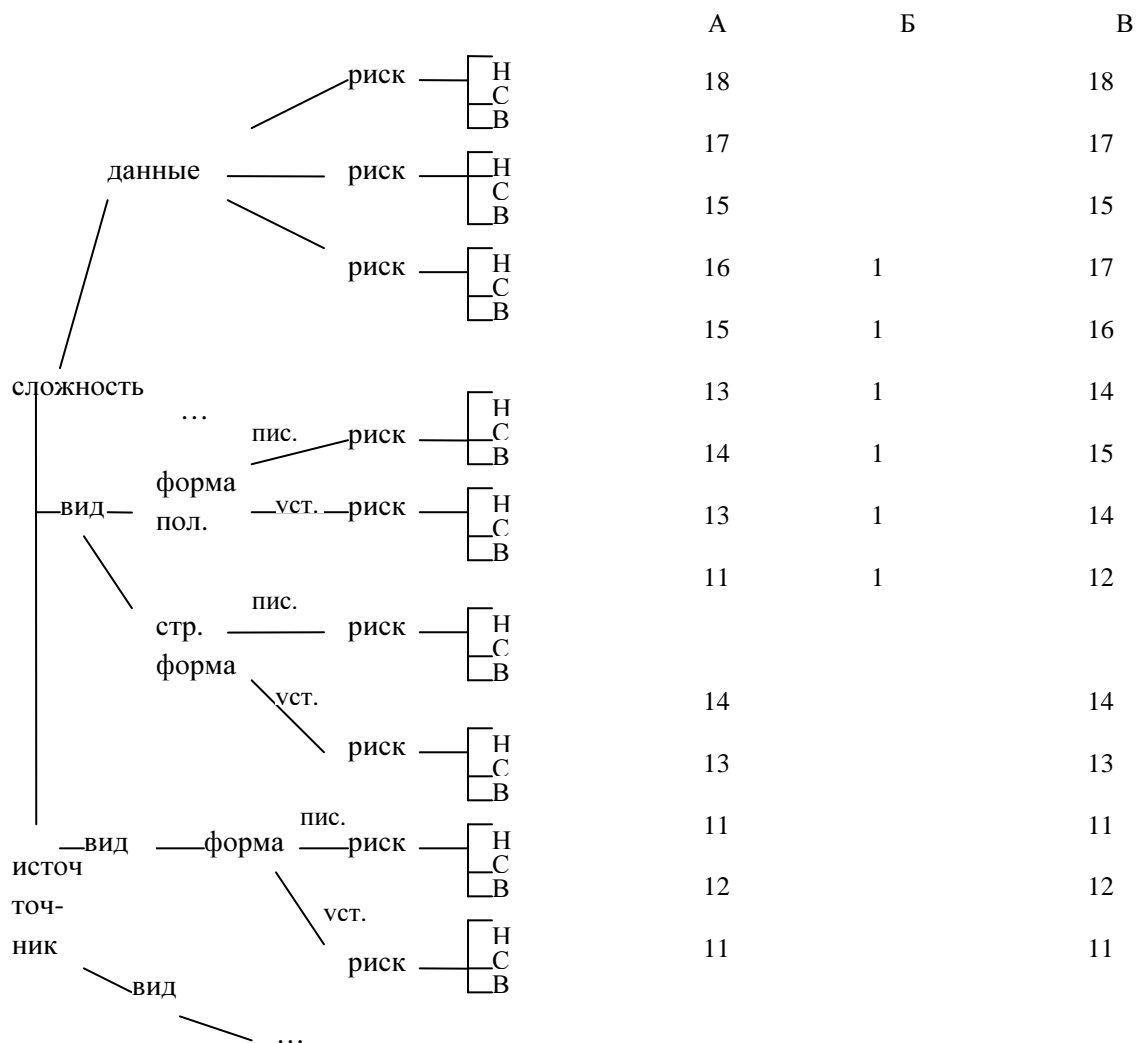 А Б В
риск Н 18 18
С
В
17 17
данные риск Н
С
15 15
В
риск Н 16 1 17
С
В
15 1 16
сложность 13 1 14
… Н
пис. риск С
14 1 15
В
форма
вид уст. риск Н 13 1 14
пол. С
В
11 1 12
пис.
стр. риск Н
С
форма В
уст. 14 14
риск Н
С 13 13
В
пис. 11 11
вид форма риск Н
С
источ В 12 12
точ-
уст.
ник Н 11 11
риск С
вид В
…